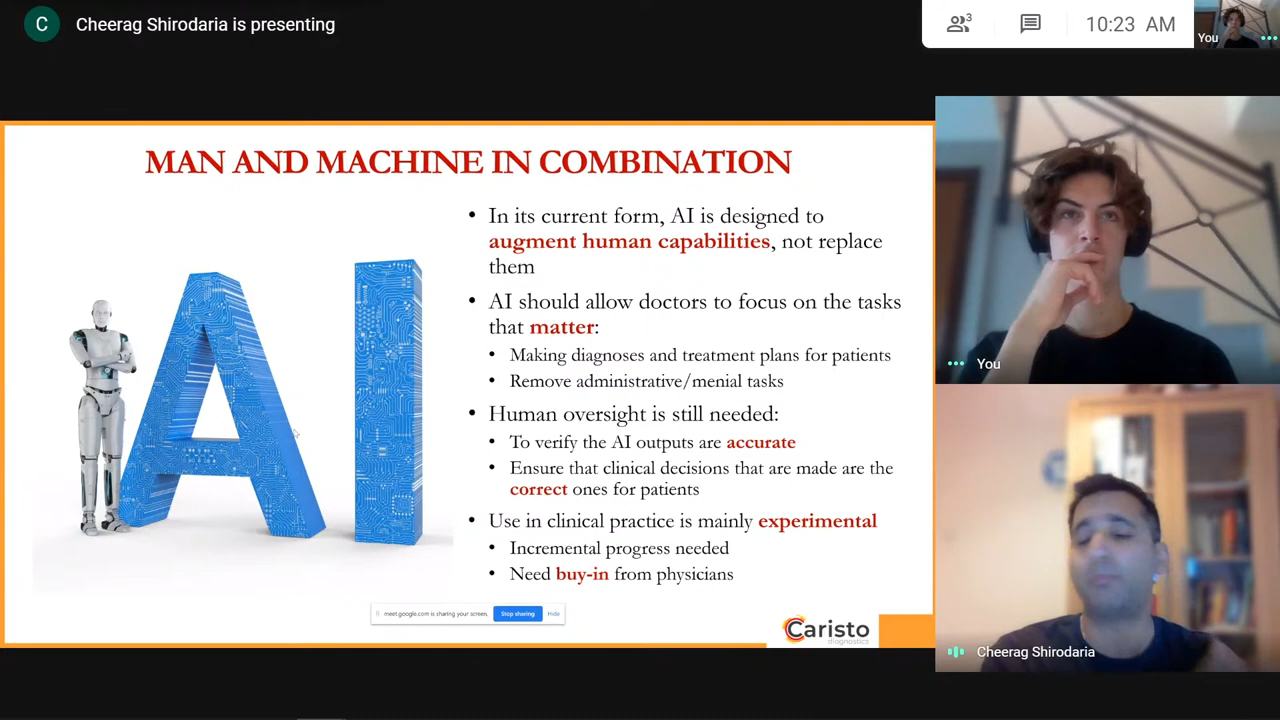 C
Cheerag Shirodaria is presenting
3
10:23 AM
You
MAN AND MACHINE IN COMBINATION
• In its current form, AI is designed to
augment human capabilities, not replace
them
• AI should allow doctors to focus on the tasks
that matter:
• Making diagnoses and treatment plans for patients
• Remove administrative/menial tasks
• Human oversight is still needed:
• To verify the AI outputs are accurate
• Ensure that clinical decisions that are made are the
correct ones for patients
• Use in clinical practice is mainly experimental
• Incremental progress needed
• Need buy-in from physicians
AI
meet.google.com is sharing your screen. Stop sharing Hide
Caristo
diagnostics
You
Cheerag Shirodaria